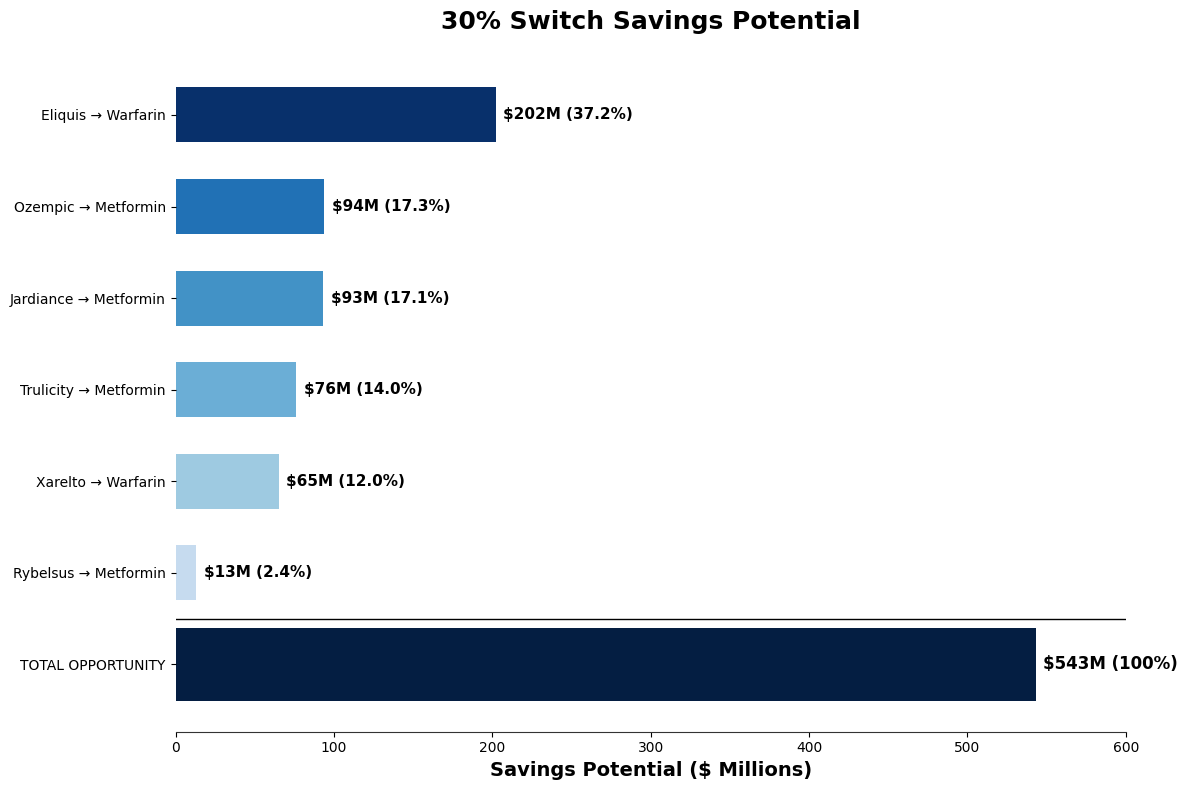 30% Switch Savings Potential
Eliquis → Warfarin
$202M (37.2%)
Ozempic → Metformin
$94M (17.3%)
Jardiance → Metformin
$93M (17.1%)
Trulicity → Metformin
$76M (14.0%)
Xarelto → Warfarin
$65M (12.0%)
Rybelsus → Metformin
$13M (2.4%)
TOTAL OPPORTUNITY
$543M (100%)
0 100 200 300 400 500 600
Savings Potential ($ Millions)